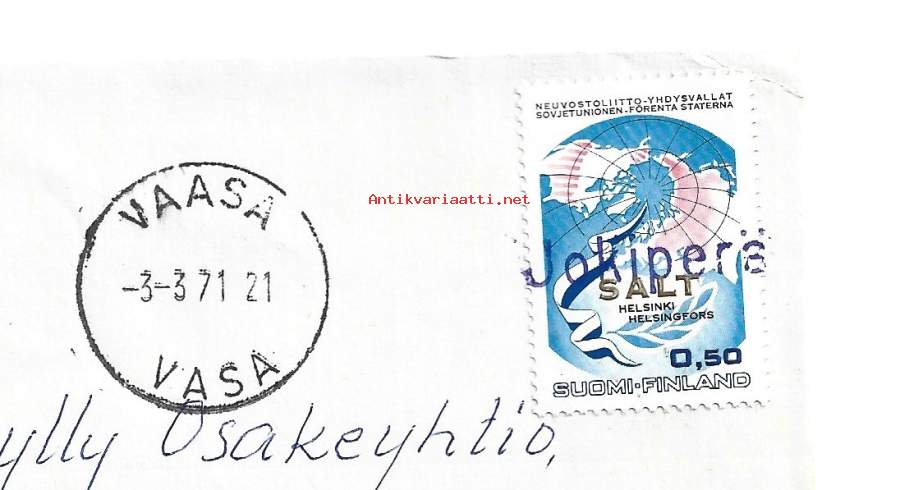 NEUVOSTOLIITTO-YHDYSVALLAT
SOVJETUNIONEN-FÖRENTA STATERNA
VAASA
Antikvariaatti.net
Jokiperä
-3-3 71 21
SALT
HELSINKI
HELSINGFORS
0,50
VASA
SUOMI-FINLAND
ylly Osakeyhtiö,